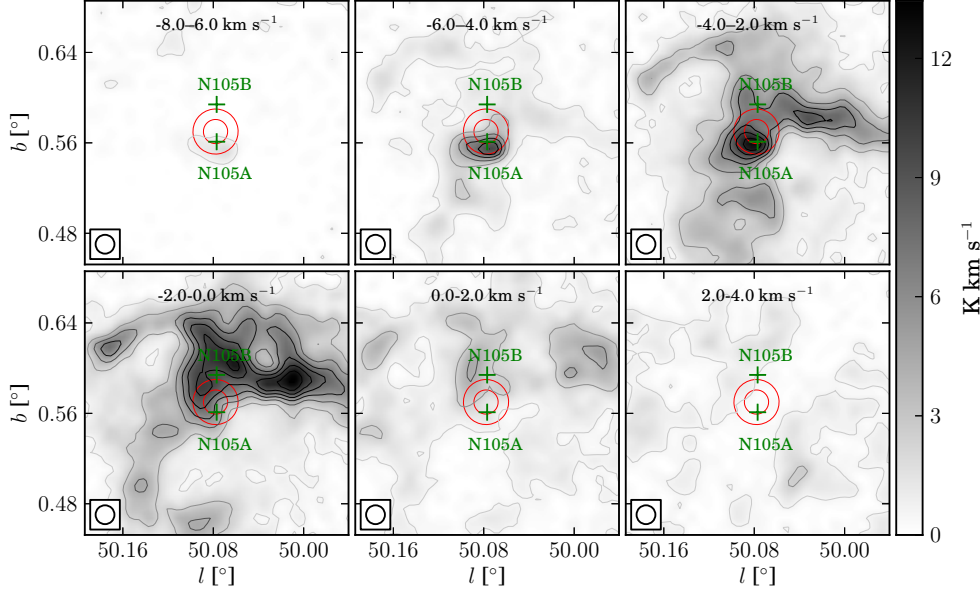 -8.0–-6.0 km s⁻¹
-6.0–-4.0 km s⁻¹
-4.0–-2.0 km s⁻¹
N105B
N105B
N105B
N105A
N105A
N105A
0.64
0.56
0.48
b [°]
-2.0-0.0 km s⁻¹
0.0-2.0 km s⁻¹
2.0-4.0 km s⁻¹
N105B
N105B
N105B
N105A
N105A
N105A
0.64
0.56
0.48
b [°]
50.16
50.08
50.00
50.16
50.08
50.00
50.16
50.08
50.00
l [°]
l [°]
l [°]
12
9
6
3
0
K km s⁻¹